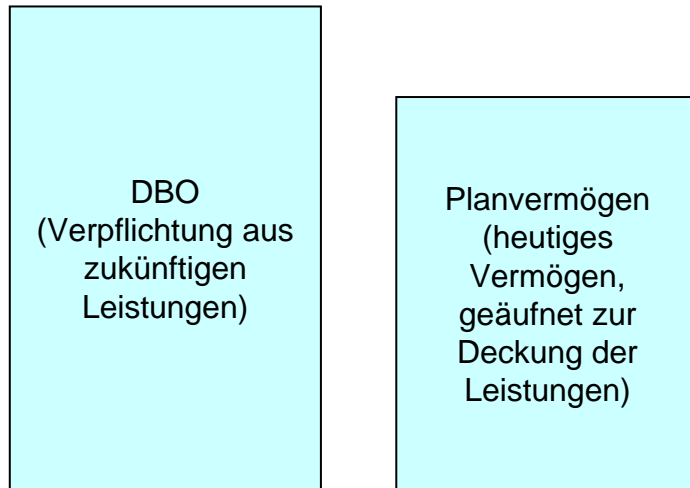 DBO
(Verpflichtung aus
zukünftigen
Leistungen)
Planvermögen
(heutiges
Vermögen,
geäufnet zur
Deckung der
Leistungen)